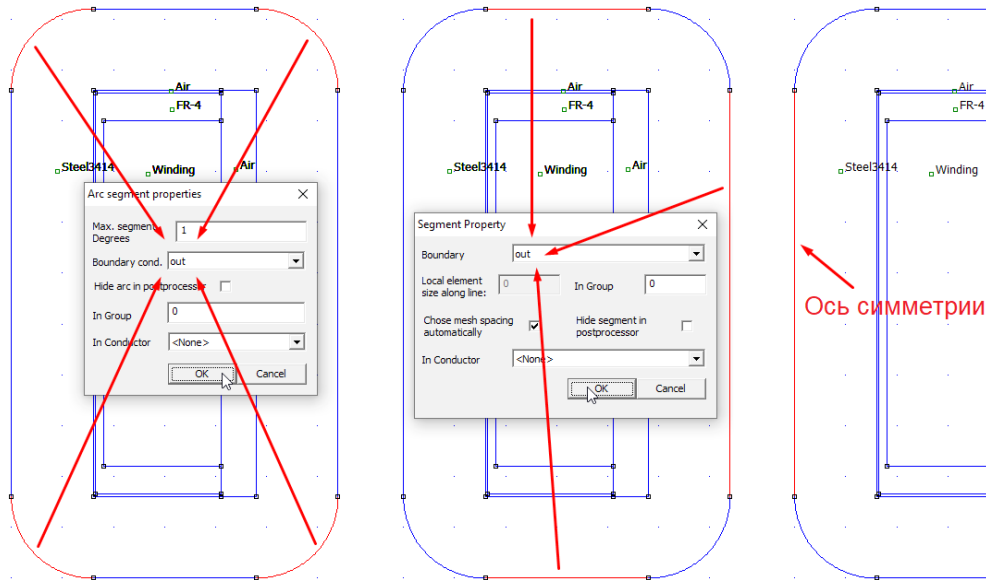 Air
FR-4
Steel3414
Winding
Air
Arc segment properties
Max. segment
Degrees
1
Boundary cond.
out
Hide arc in postprocessor
In Group
0
In Conductor
<None>
OK
Cancel
Air
FR-4
Steel3414
Winding
Air
Segment Property
Boundary
out
Local element
size along line:
0
In Group
0
Chose mesh spacing
automatically
Hide segment in
postprocessor
In Conductor
<None>
OK
Cancel
Air
FR-4
Steel3414
Winding
Ось симметрии